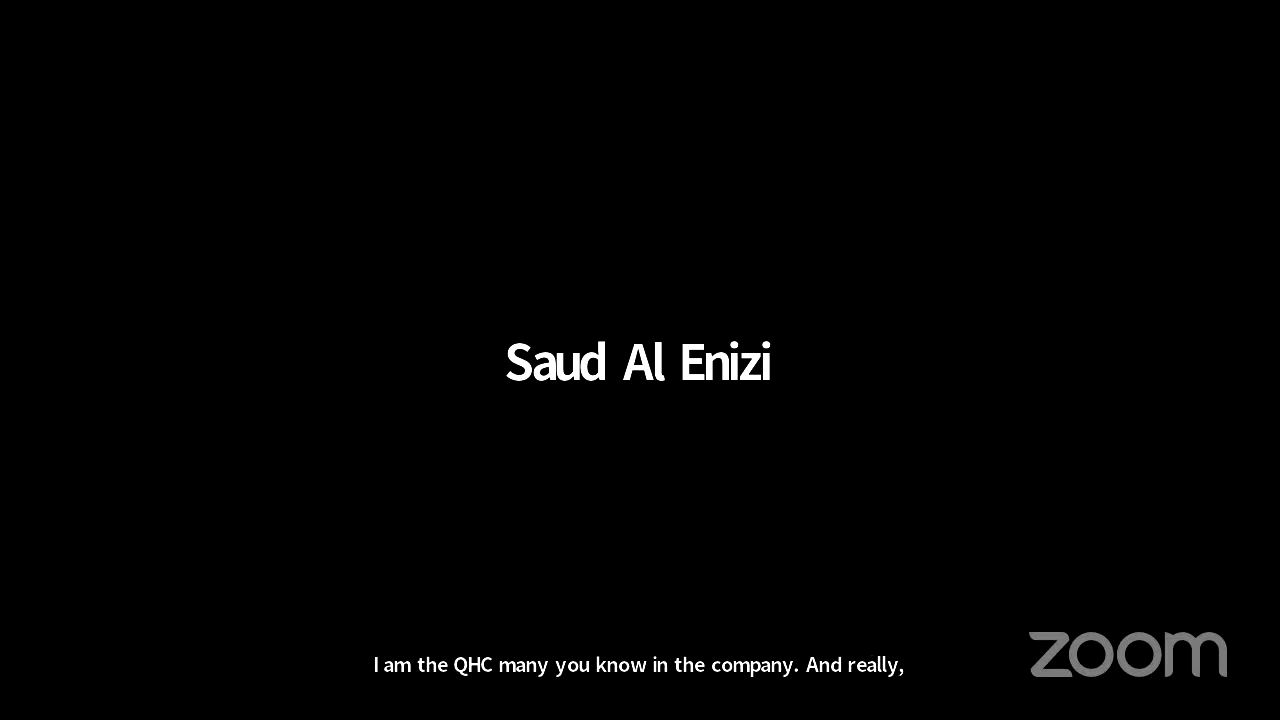 Saud Al Enizi
I am the QHC many you know in the company. And really,
zoom